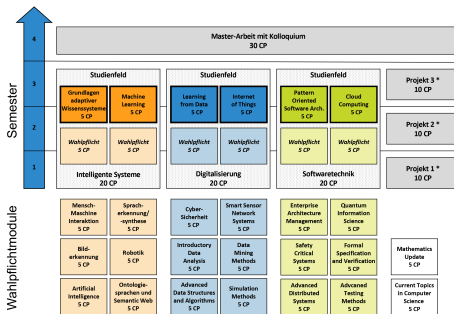 4
Master-Arbeit mit Kolloquium
30 CP
Semester
3
Studienfeld
Studienfeld
Studienfeld
Grundlagen
adaptiver
Wissenssysteme
5 CP
Machine
Learning
5 CP
Learning
from Data
5 CP
Internet
of Things
5 CP
Pattern
Oriented
Software Arch.
5 CP
Cloud
Computing
5 CP
Projekt 3 *
10 CP
2
Wahlpflicht
5 CP
Wahlpflicht
5 CP
Wahlpflicht
5 CP
Wahlpflicht
5 CP
Wahlpflicht
5 CP
Wahlpflicht
5 CP
Projekt 2 *
10 CP
1
Intelligente Systeme
20 CP
Digitalisierung
20 CP
Softwaretechnik
20 CP
Projekt 1 *
10 CP
Wahlpflichtmodule
Mensch-
Maschine
Interaktion
5 CP
Sprach-
erkennung/
-synthese
5 CP
Cyber-
Sicherheit
5 CP
Smart Sensor
Network
Systems
5 CP
Enterprise
Architecture
Management
5 CP
Quantum
Information
Science
5 CP
Bild-
erkennung
5 CP
Robotik
5 CP
Introductory
Data
Analysis
5 CP
Data
Mining
Methods
5 CP
Safety
Critical
Systems
5 CP
Formal
Specification
and Verification
5 CP
Mathematics
Update
5 CP
Artificial
Intelligence
5 CP
Ontologie-
sprachen und
Semantic Web
5 CP
Advanced
Data Structures
and Algorithms
5 CP
Simulation
Methods
5 CP
Advanced
Distributed
Systems
5 CP
Advcaned
Testing
Methods
5 CP
Current Topics
in Computer
Science
5 CP